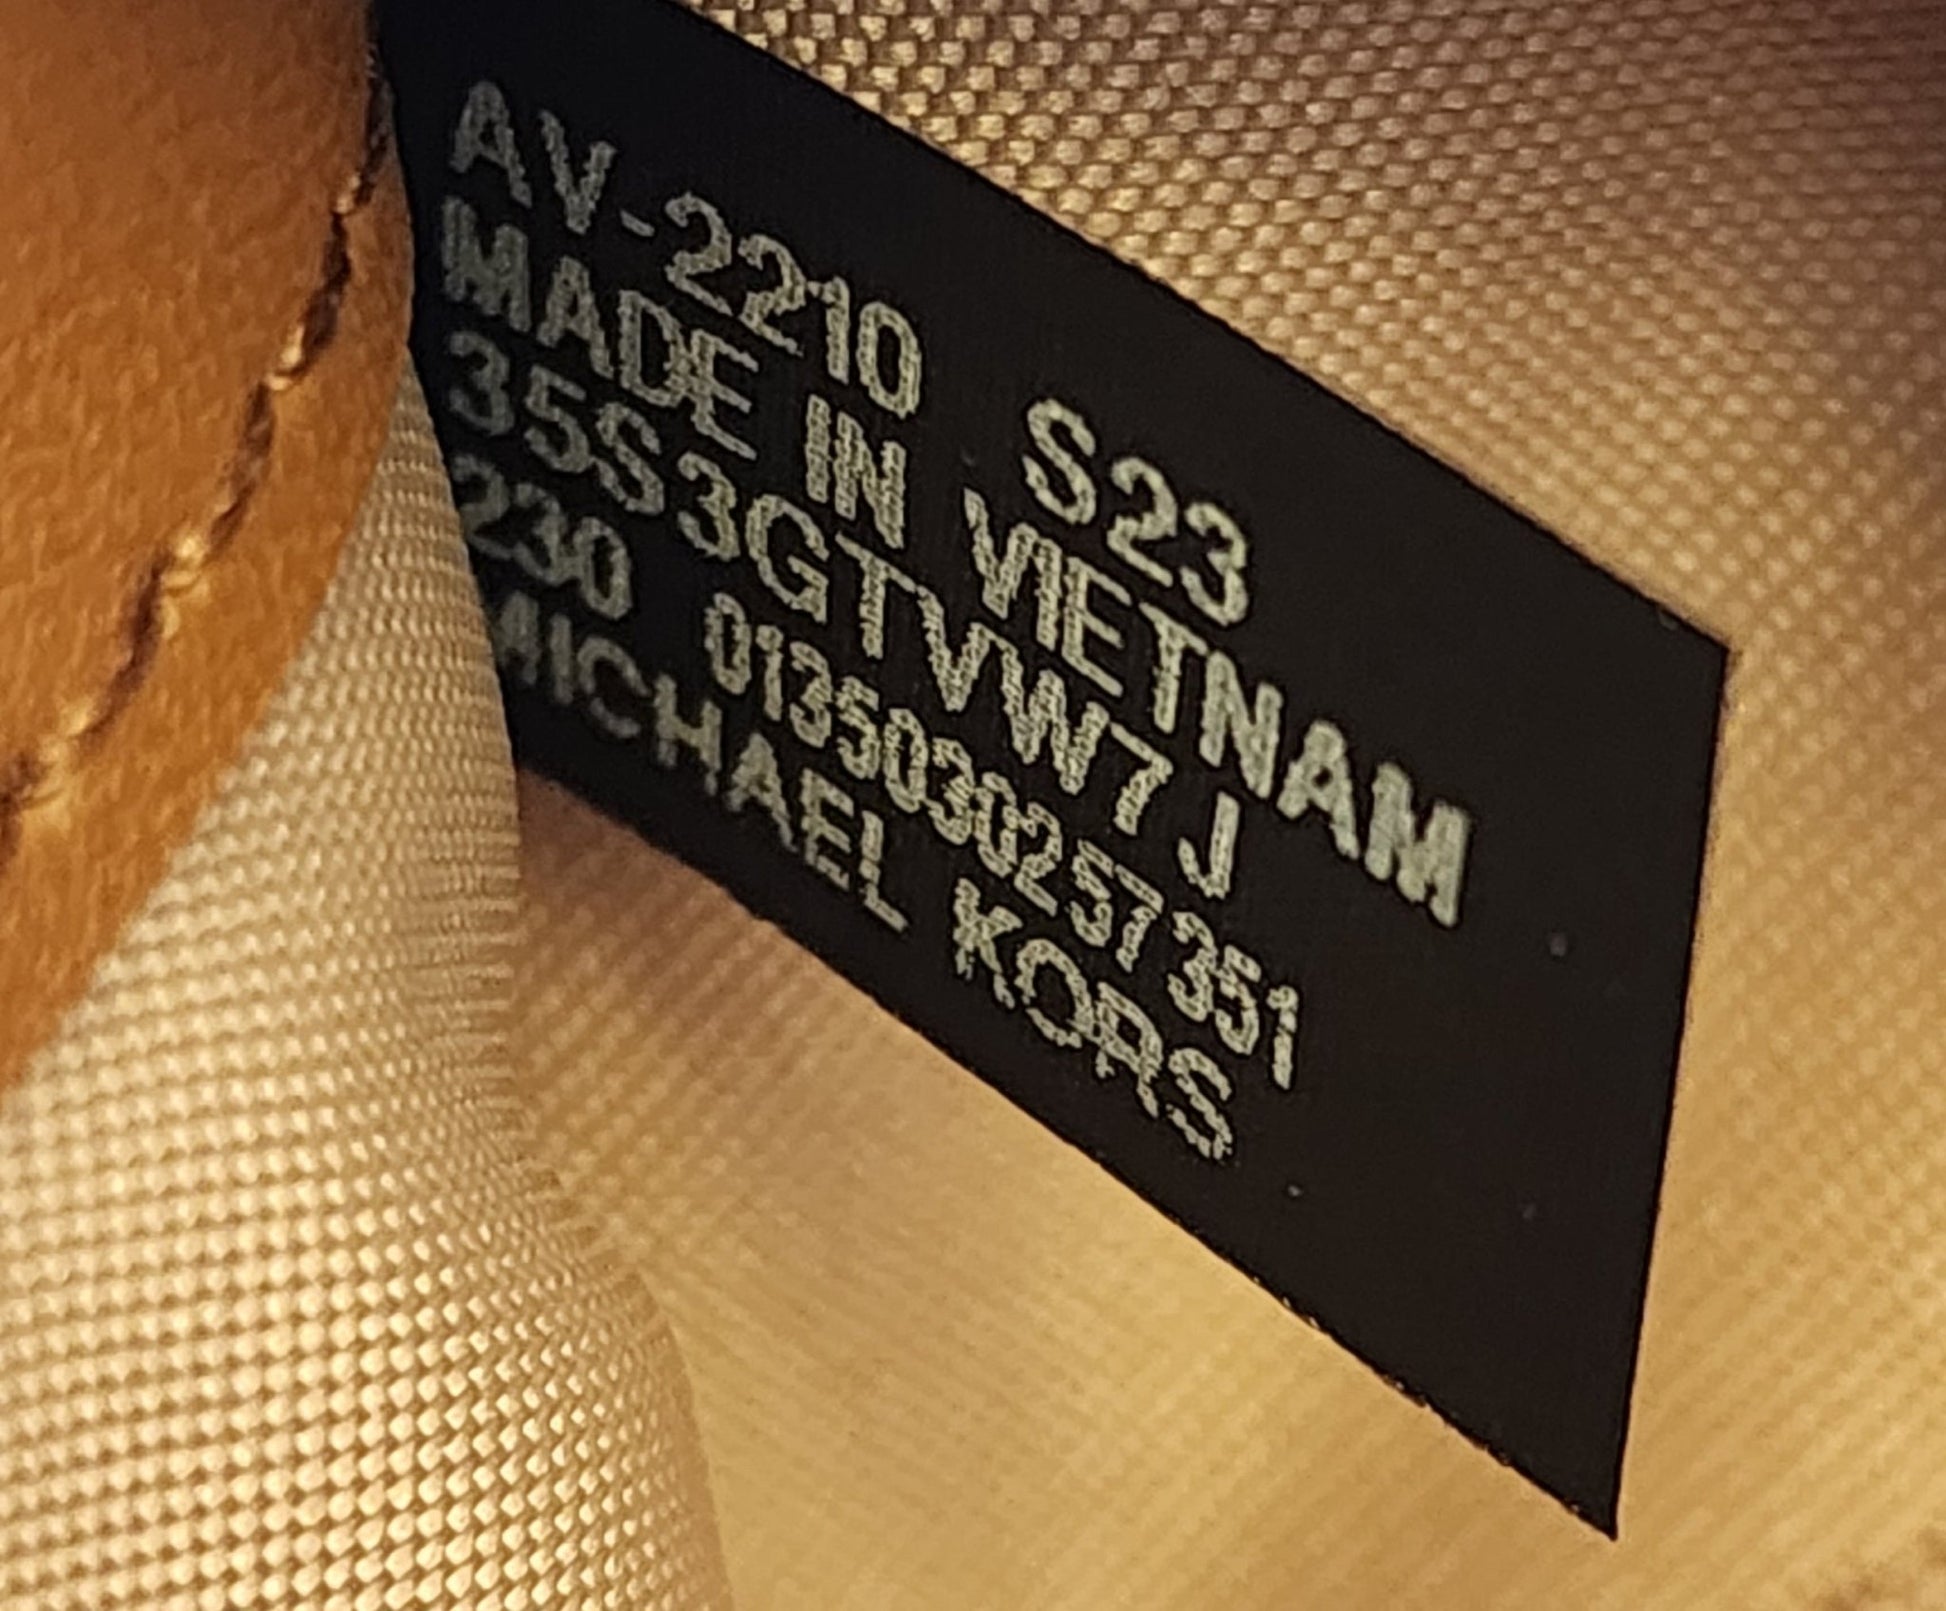 AV-2210 S23
MADE IN VIETNAM
35S3GTVW7J
230 0135030257351
MICHAEL KORS